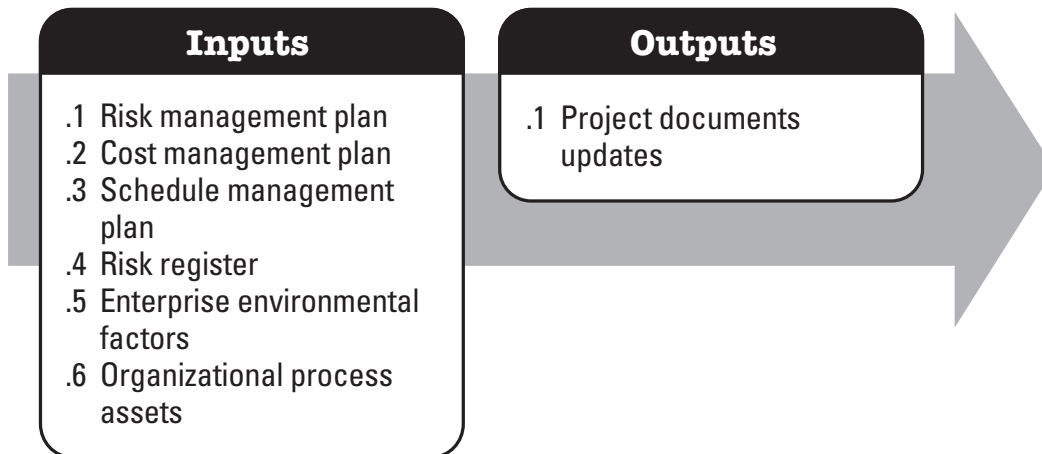 Inputs
.1 Risk management plan
.2 Cost management plan
.3 Schedule management
plan
.4 Risk register
.5 Enterprise environmental
factors
.6 Organizational process
assets
Outputs
.1 Project documents
updates